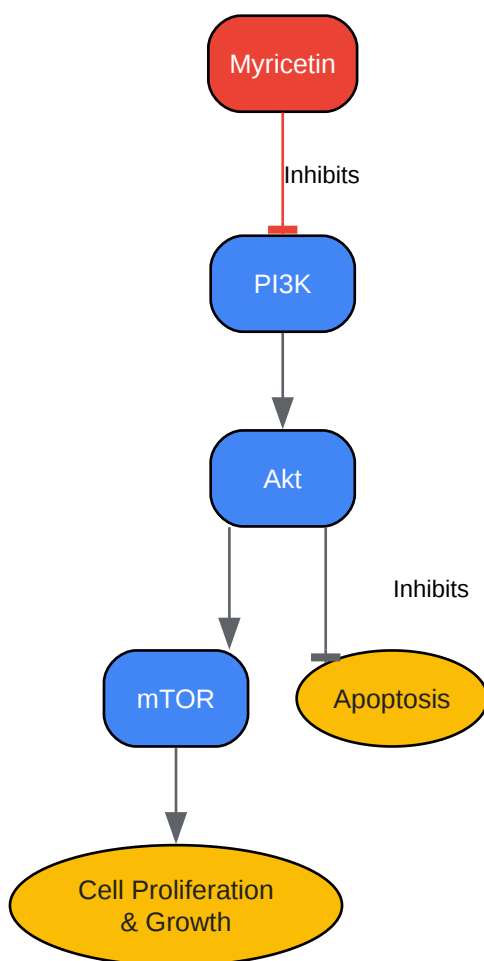 Myricetin
Inhibits
PI3K
Akt
Inhibits
mTOR
Apoptosis
Cell Proliferation
& Growth